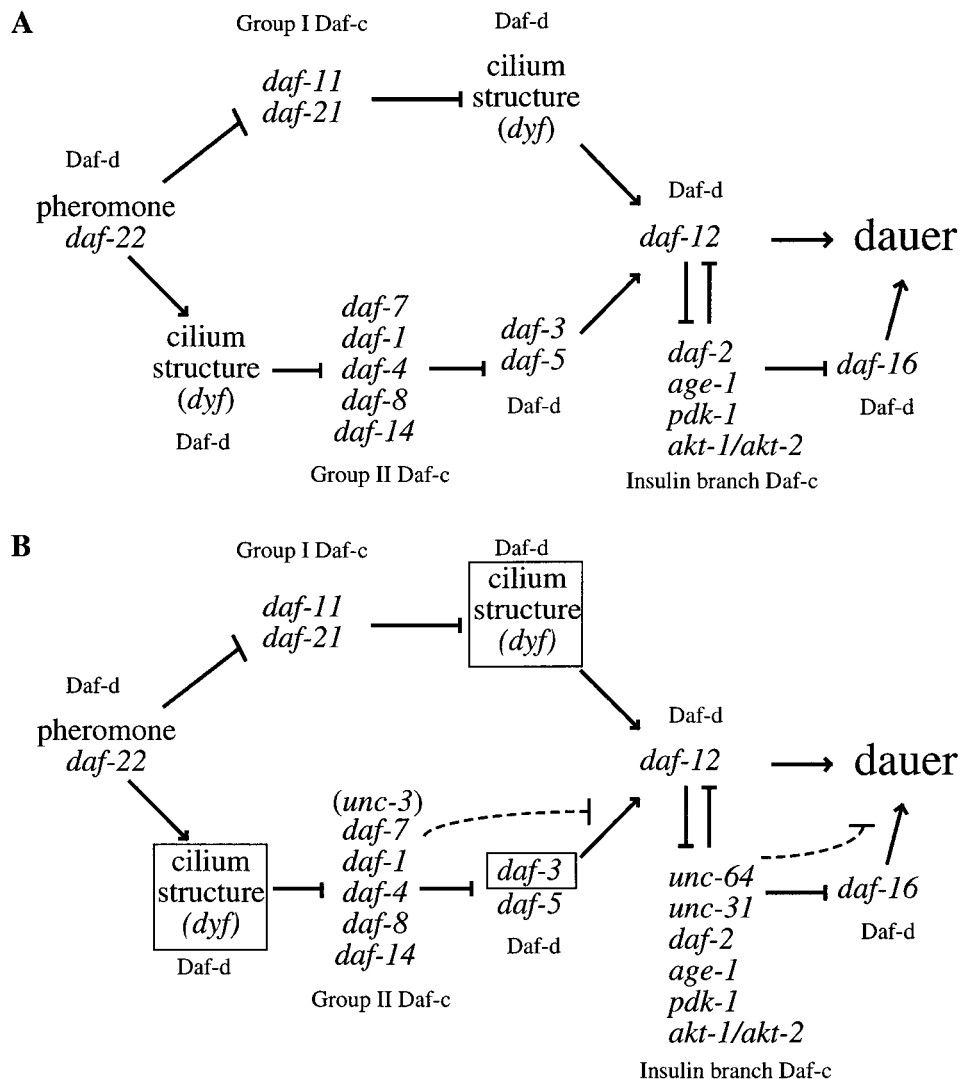 A
Group I Daf-c
Daf-d
daf-11
daf-21
cilium
structure
(dyf)
Daf-d
pheromone
daf-22
Daf-d
daf-12
dauer
cilium
structure
(dyf)
Daf-d
daf-7
daf-1
daf-4
daf-8
daf-14
Group II Daf-c
daf-3
daf-5
Daf-d
daf-2
age-1
pdk-1
akt-1/akt-2
Insulin branch Daf-c
daf-16
Daf-d
B
Group I Daf-c
Daf-d
daf-11
daf-21
cilium
structure
(dyf)
Daf-d
pheromone
daf-22
Daf-d
daf-12
dauer
cilium
structure
(dyf)
Daf-d
(unc-3)
daf-7
daf-1
daf-4
daf-8
daf-14
Group II Daf-c
daf-3
daf-5
Daf-d
unc-64
unc-31
daf-2
age-1
pdk-1
akt-1/akt-2
Insulin branch Daf-c
daf-16
Daf-d